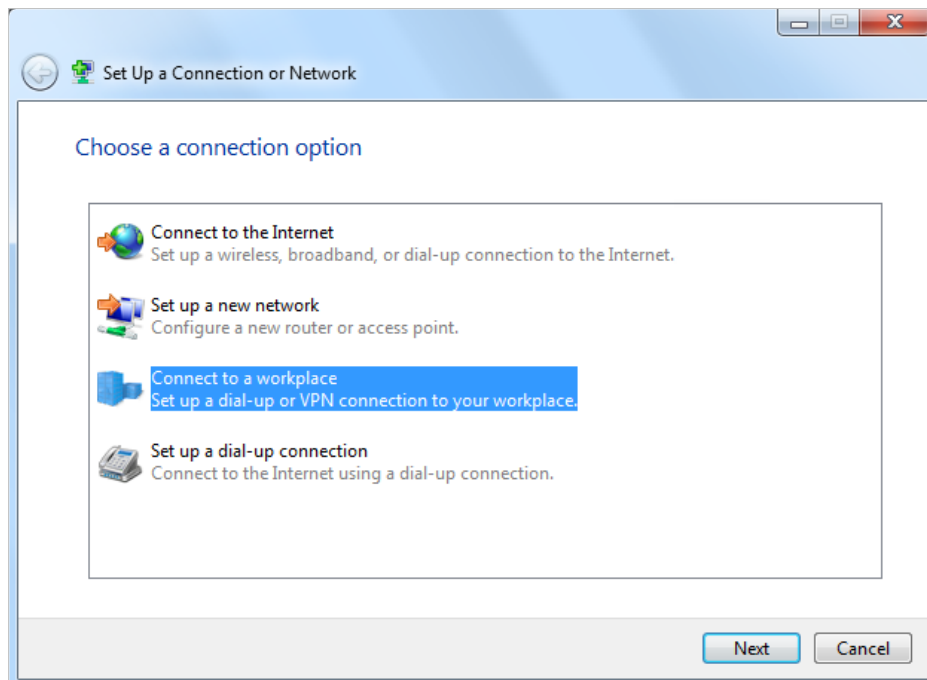 Set Up a Connection or Network
Choose a connection option
Connect to the Internet
Set up a wireless, broadband, or dial-up connection to the Internet.
Set up a new network
Configure a new router or access point.
Connect to a workplace
Set up a dial-up or VPN connection to your workplace.
Set up a dial-up connection
Connect to the Internet using a dial-up connection.
Next
Cancel